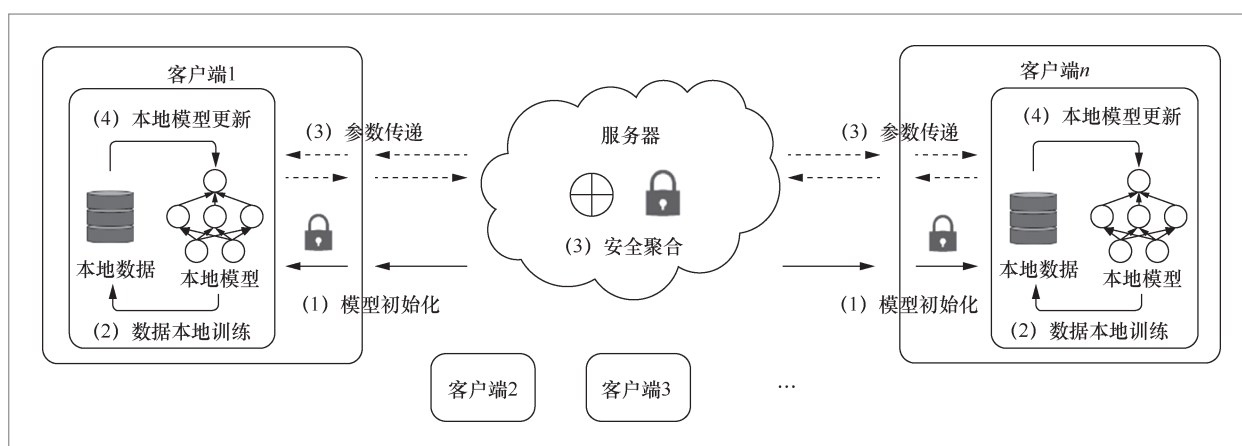 客户端1
(4) 本地模型更新
本地数据
本地模型
(2) 数据本地训练
(3) 参数传递
(1) 模型初始化
服务器
(3) 安全聚合
客户端2
客户端3
…
(3) 参数传递
(1) 模型初始化
客户端n
(4) 本地模型更新
本地数据
本地模型
(2) 数据本地训练